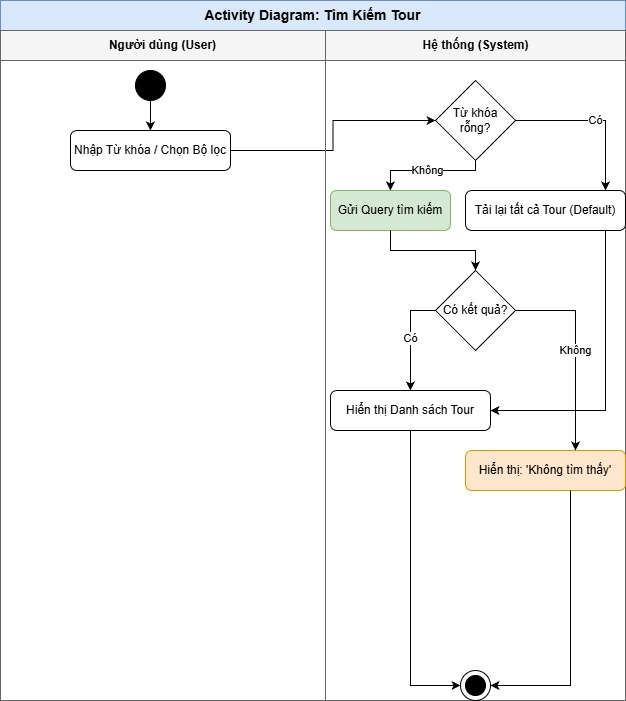 Activity Diagram: Tìm Kiếm Tour
Người dùng (User)
Hệ thống (System)
Từ khóa
rỗng?
Nhập Từ khóa / Chọn Bộ lọc
Có
Không
Gửi Query tìm kiếm
Tải lại tất cả Tour (Default)
Có kết quả?
Có
Không
Hiển thị Danh sách Tour
Hiển thị: 'Không tìm thấy'